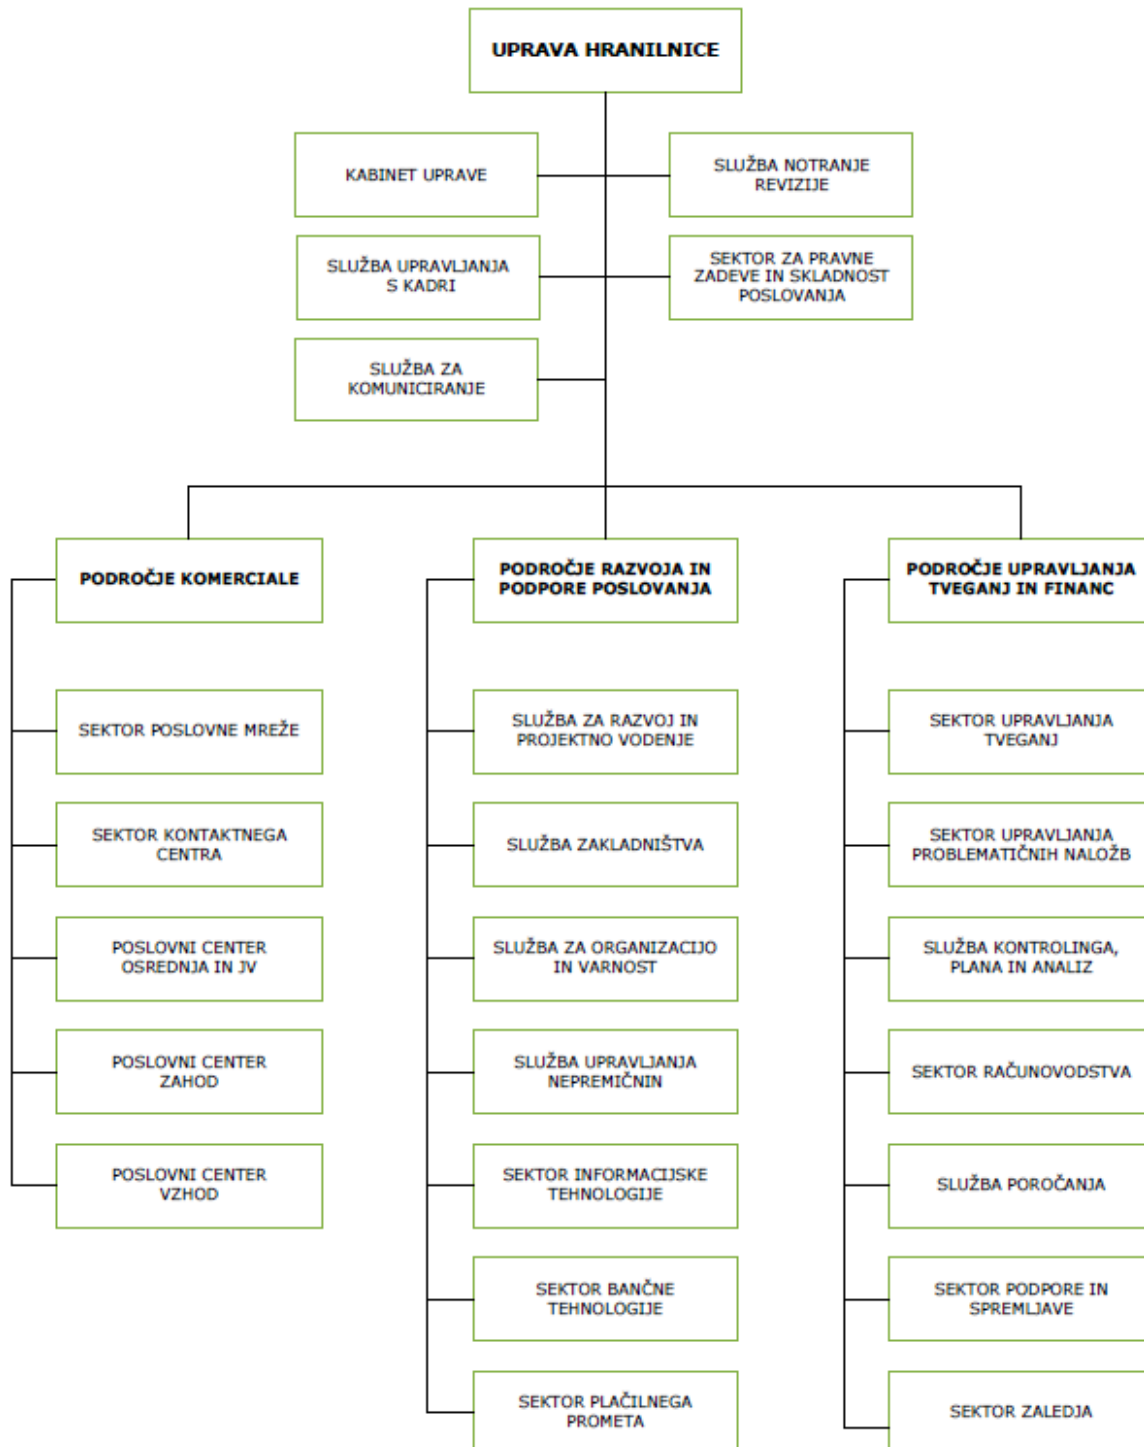 UPRAVA HRANILNICE
KABINET UPRAVE
SLUŽBA NOTRANJE
REVIZIJE
SLUŽBA UPRAVLJANJA
S KADRI
SEKTOR ZA PRAVNE
ZADEVE IN SKLADNOST
POSLOVANJA
SLUŽBA ZA
KOMUNICIRANJE
PODROČJE KOMERCIALE
SEKTOR POSLOVNE MREŽE
SEKTOR KONTAKTNEGA
CENTRA
POSLOVNI CENTER
OSREDNJA IN JV
POSLOVNI CENTER
ZAHOD
POSLOVNI CENTER
VZHOD
PODROČJE RAZVOJA IN
PODPORE POSLOVANJA
SLUŽBA ZA RAZVOJ IN
PROJEKTNO VODENJE
SLUŽBA ZAKLADNIŠTVA
SLUŽBA ZA ORGANIZACIJO
IN VARNOST
SLUŽBA UPRAVLJANJA
NEPREMIČNIN
SEKTOR INFORMACIJSKE
TEHNOLOGIJE
SEKTOR BANČNE
TEHNOLOGIJE
SEKTOR PLAČILNEGA
PROMETA
PODROČJE UPRAVLJANJA
TVEGANJ IN FINANC
SEKTOR UPRAVLJANJA
TVEGANJ
SEKTOR UPRAVLJANJA
PROBLEMATIČNIH NALOŽB
SLUŽBA KONTROLINGA,
PLANA IN ANALIZ
SEKTOR RAČUNOVODSTVA
SLUŽBA POROČANJA
SEKTOR PODPORE IN
SPREMLJAVE
SEKTOR ZALEDJA